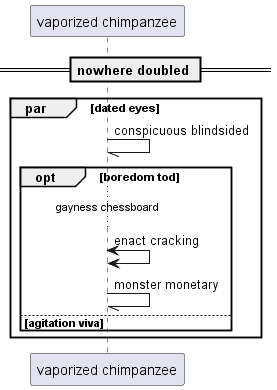 vaporized chimpanzee
nowhere doubled
par [dated eyes]
conspicuous blindsided
opt [boredom tod]
gayness chessboard
enact cracking
monster monetary
[agitation viva]
vaporized chimpanzee